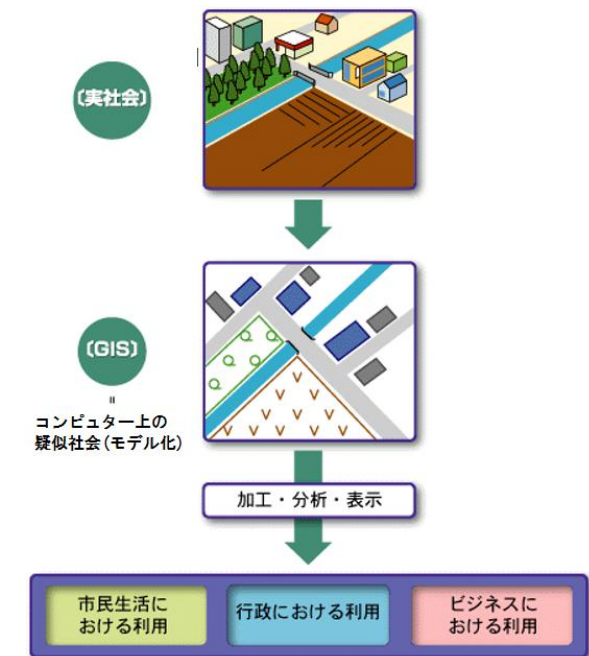 〔実社会〕
〔GIS〕
=
コンピュター上の
疑似社会(モデル化)
加工・分析・表示
市民生活に
おける利用
行政における利用
ビジネスに
おける利用